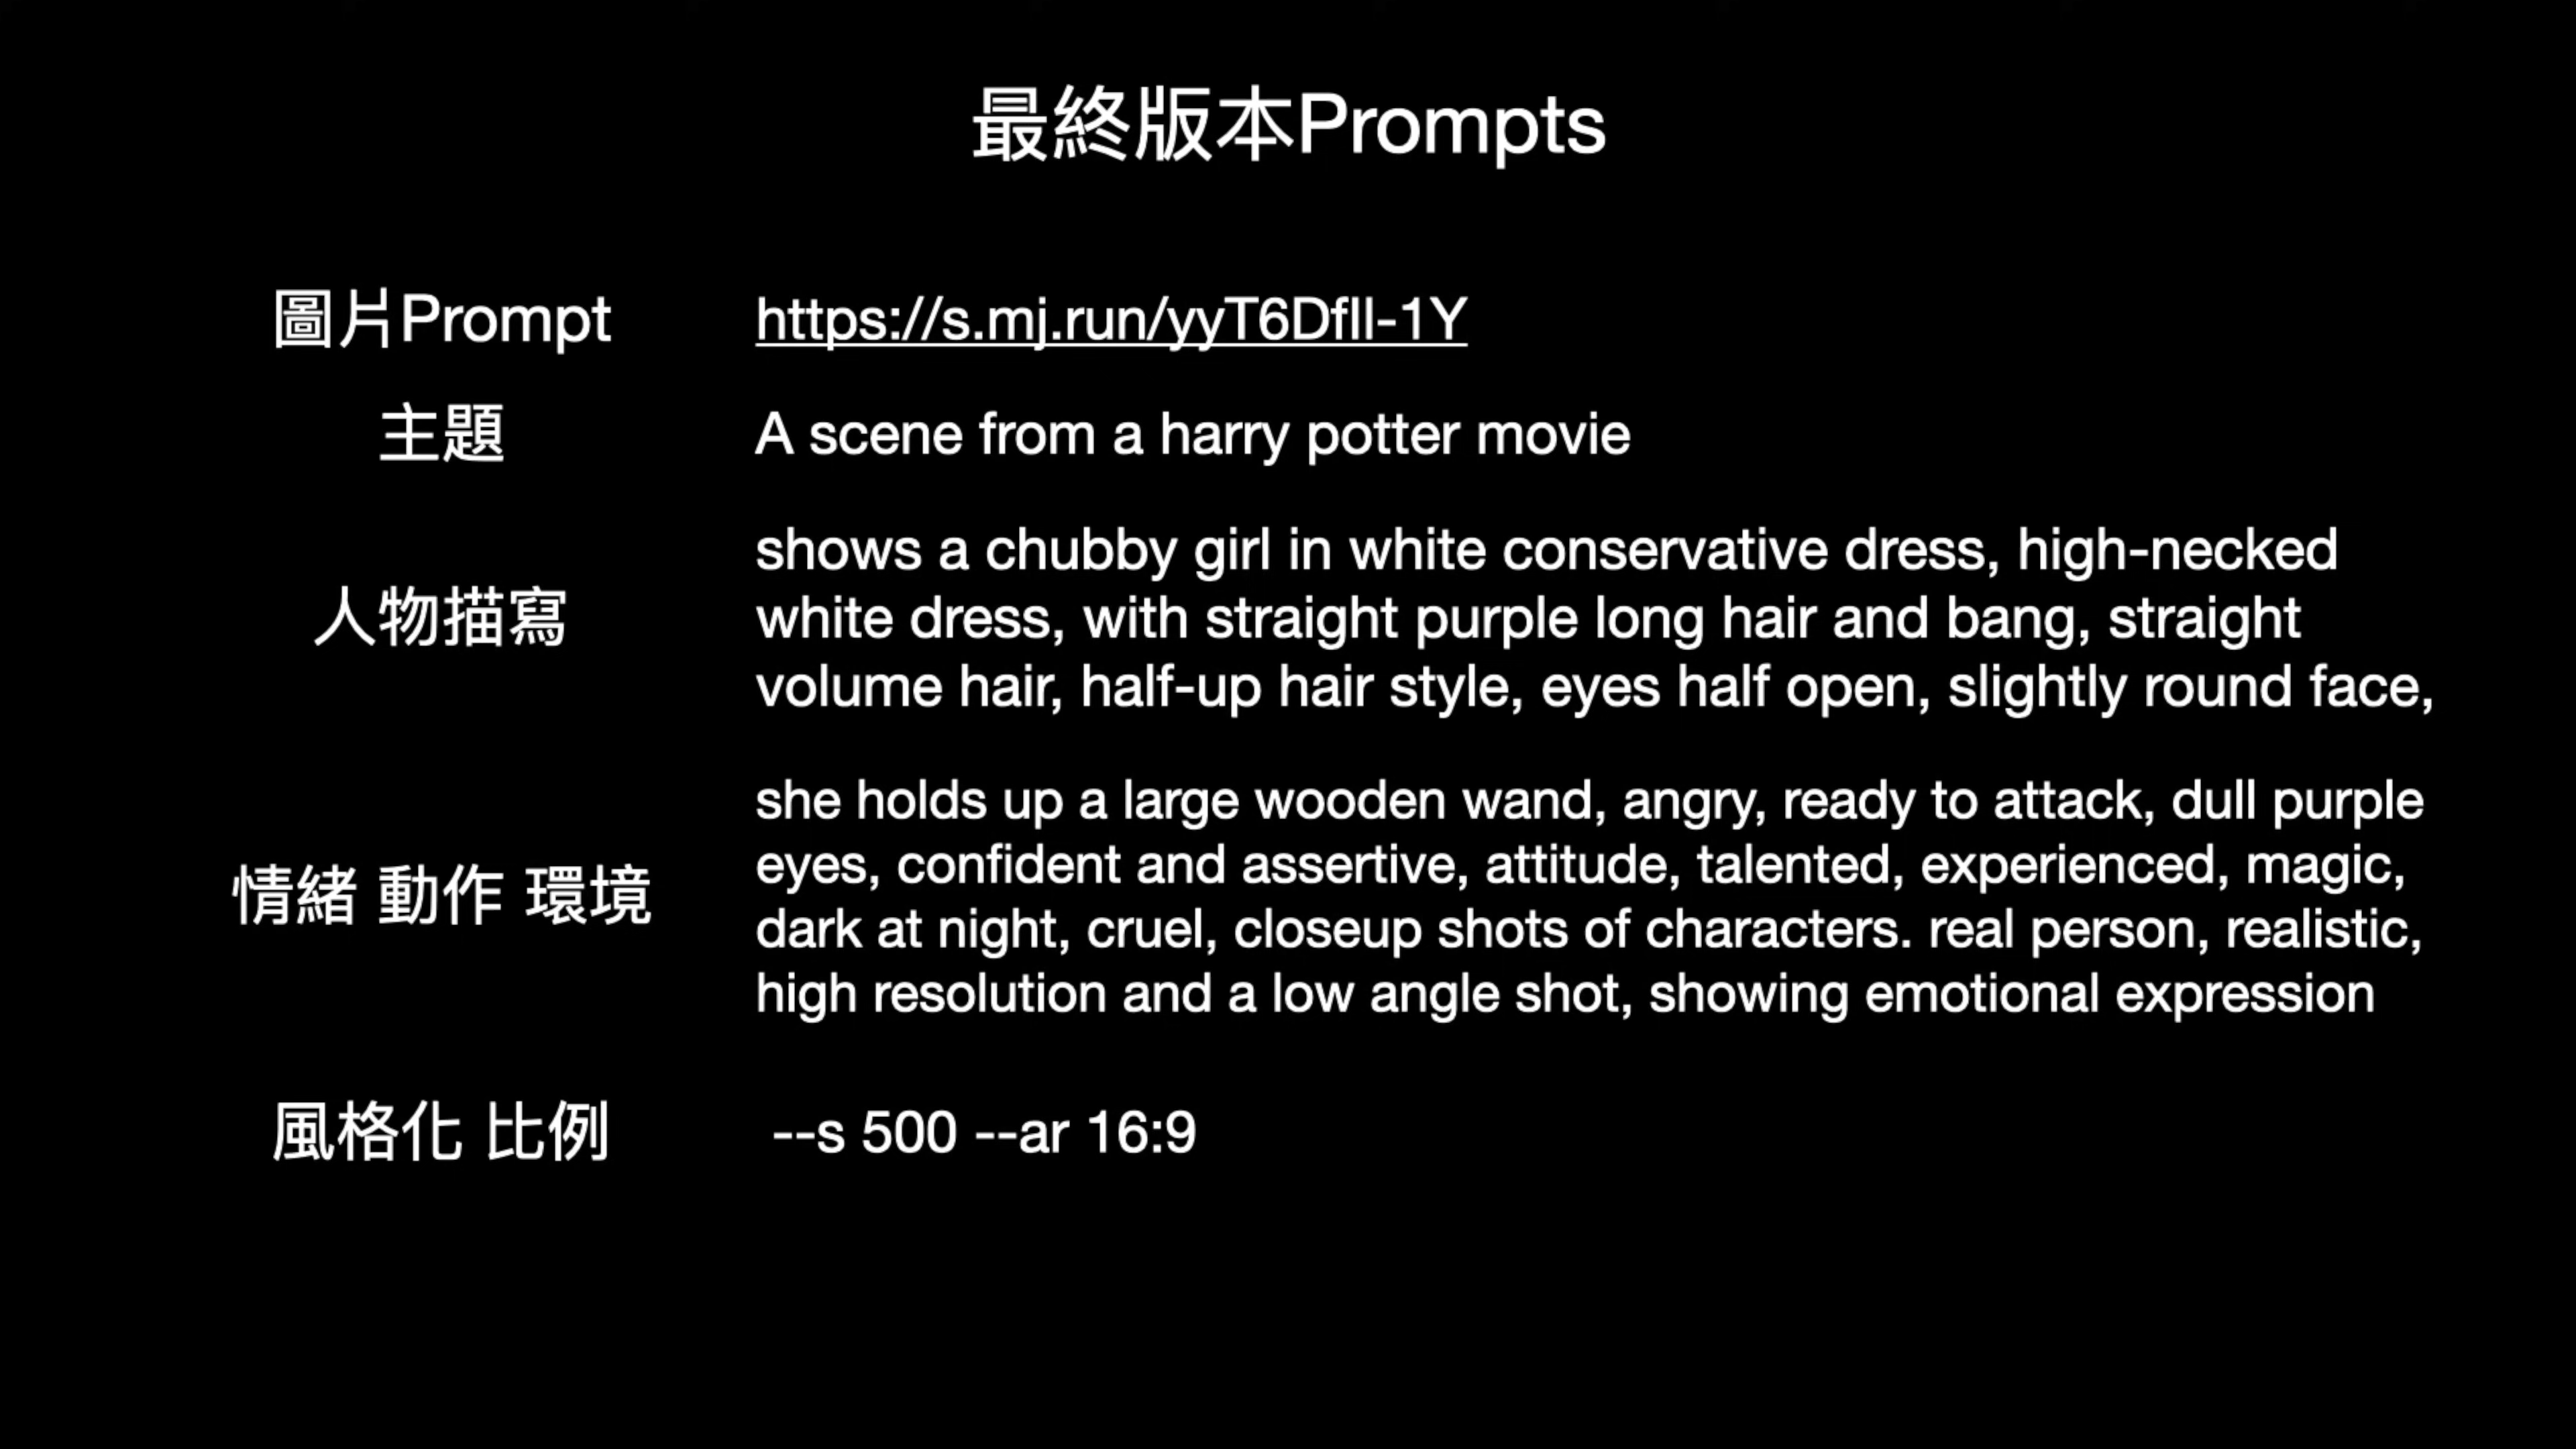 最終版本Prompts
圖片Prompt
https://s.mj.run/yyT6DfIl-1Y
主題
A scene from a harry potter movie
人物描寫
shows a chubby girl in white conservative dress, high-necked
white dress, with straight purple long hair and bang, straight
volume hair, half-up hair style, eyes half open, slightly round face,
情緒 動作 環境
she holds up a large wooden wand, angry, ready to attack, dull purple
eyes, confident and assertive, attitude, talented, experienced, magic,
dark at night, cruel, closeup shots of characters. real person, realistic,
high resolution and a low angle shot, showing emotional expression
風格化 比例
--s 500 --ar 16:9